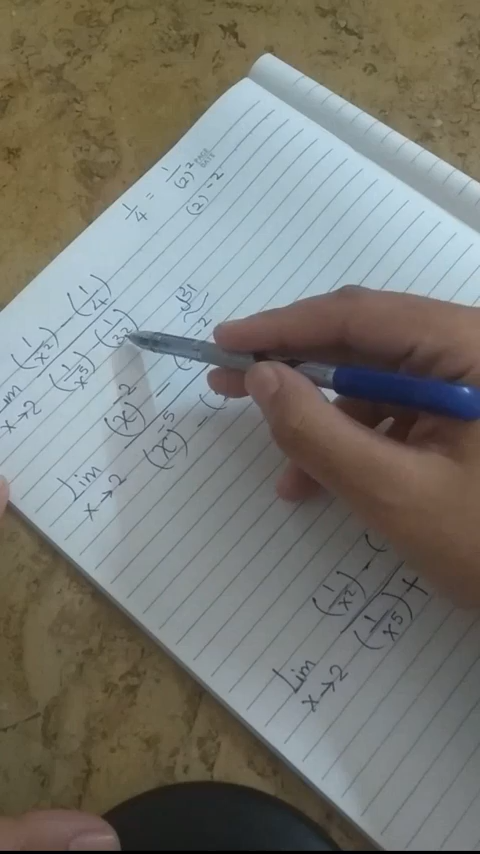 1/4 = 1/(2)²
(2)⁻²
lim x→2 (1/x²) - (1/4) / (1/x⁵) (1/32)
Lim x→2 (x)⁻² - ( ⁻² / (x)⁻⁵ - (
Lim x→2 (1/x²) - ( / (1/x⁵) +